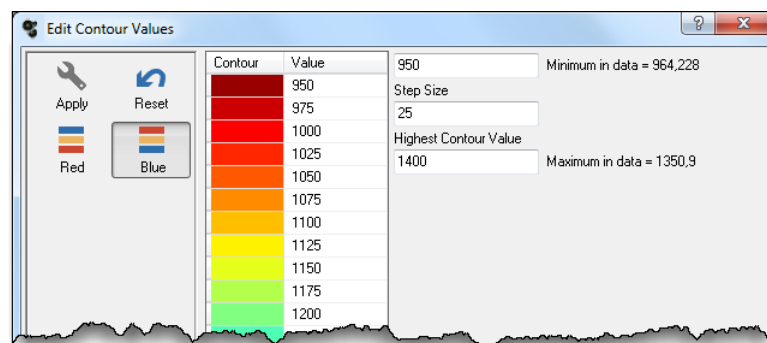 Edit Contour Values
?
Apply Reset
Red Blue
Contour Value
950
975
1000
1025
1050
1075
1100
1125
1150
1175
1200
950 Minimum in data = 964,228
Step Size
25
Highest Contour Value
1400 Maximum in data = 1350,9